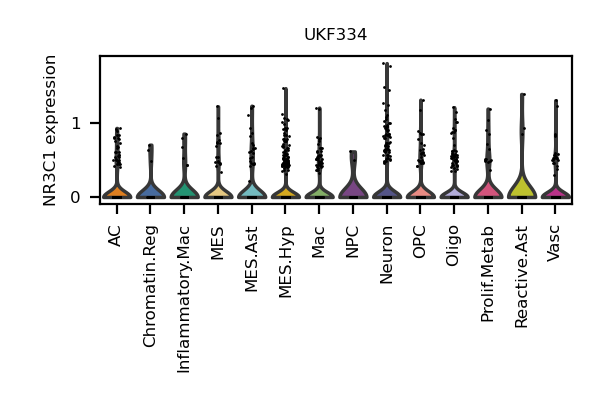 UKF334
NR3C1 expression
1
0
AC
Chromatin.Reg
Inflammatory.Mac
MES
MES.Ast
MES.Hyp
Mac
NPC
Neuron
OPC
Oligo
Prolif.Metab
Reactive.Ast
Vasc